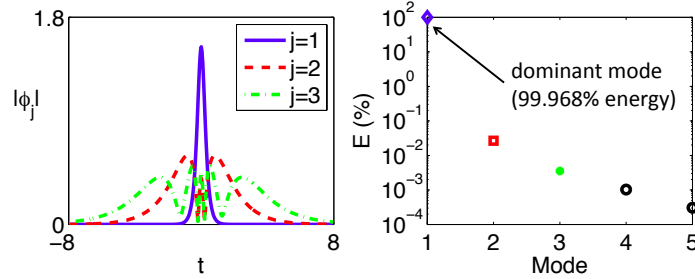 1.8
|ϕj|
0
−8
t
8
j=1
j=2
j=3
E (%)
10^2
10^1
10^0
10^−1
10^−2
10^−3
10^−4
dominant mode
(99.968% energy)
1
2
3
4
5
Mode